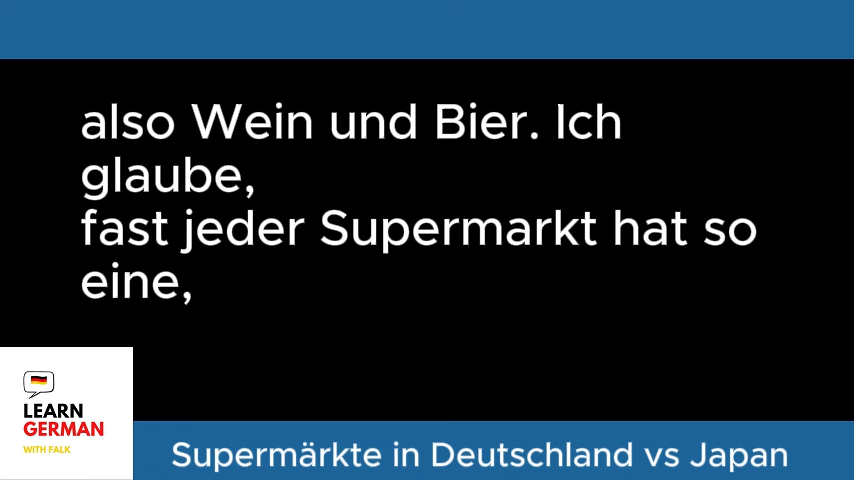 also Wein und Bier. Ich
glaube,
fast jeder Supermarkt hat so
eine,
LEARN
GERMAN
WITH FALK
Supermärkte in Deutschland vs Japan